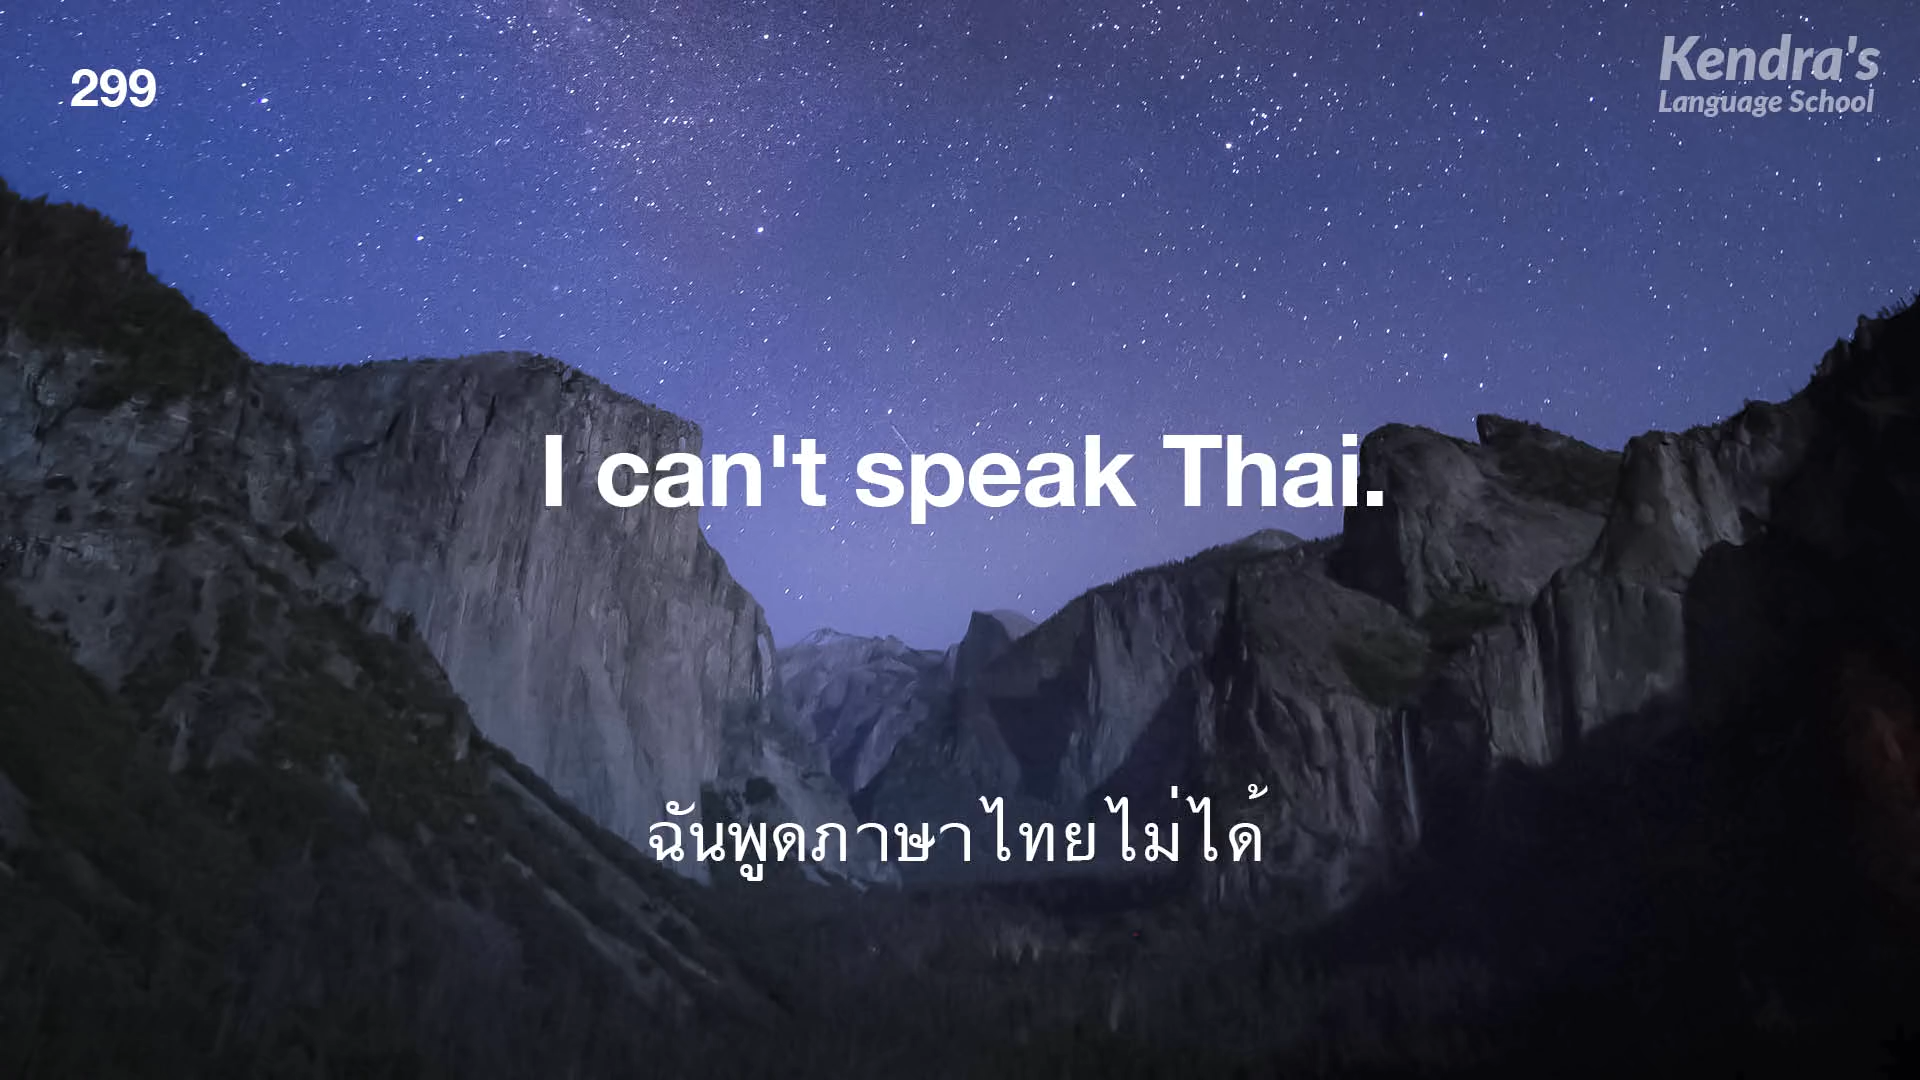 299
Kendra's
Language School
I can't speak Thai.
ฉันพูดภาษาไทยไม่ได้